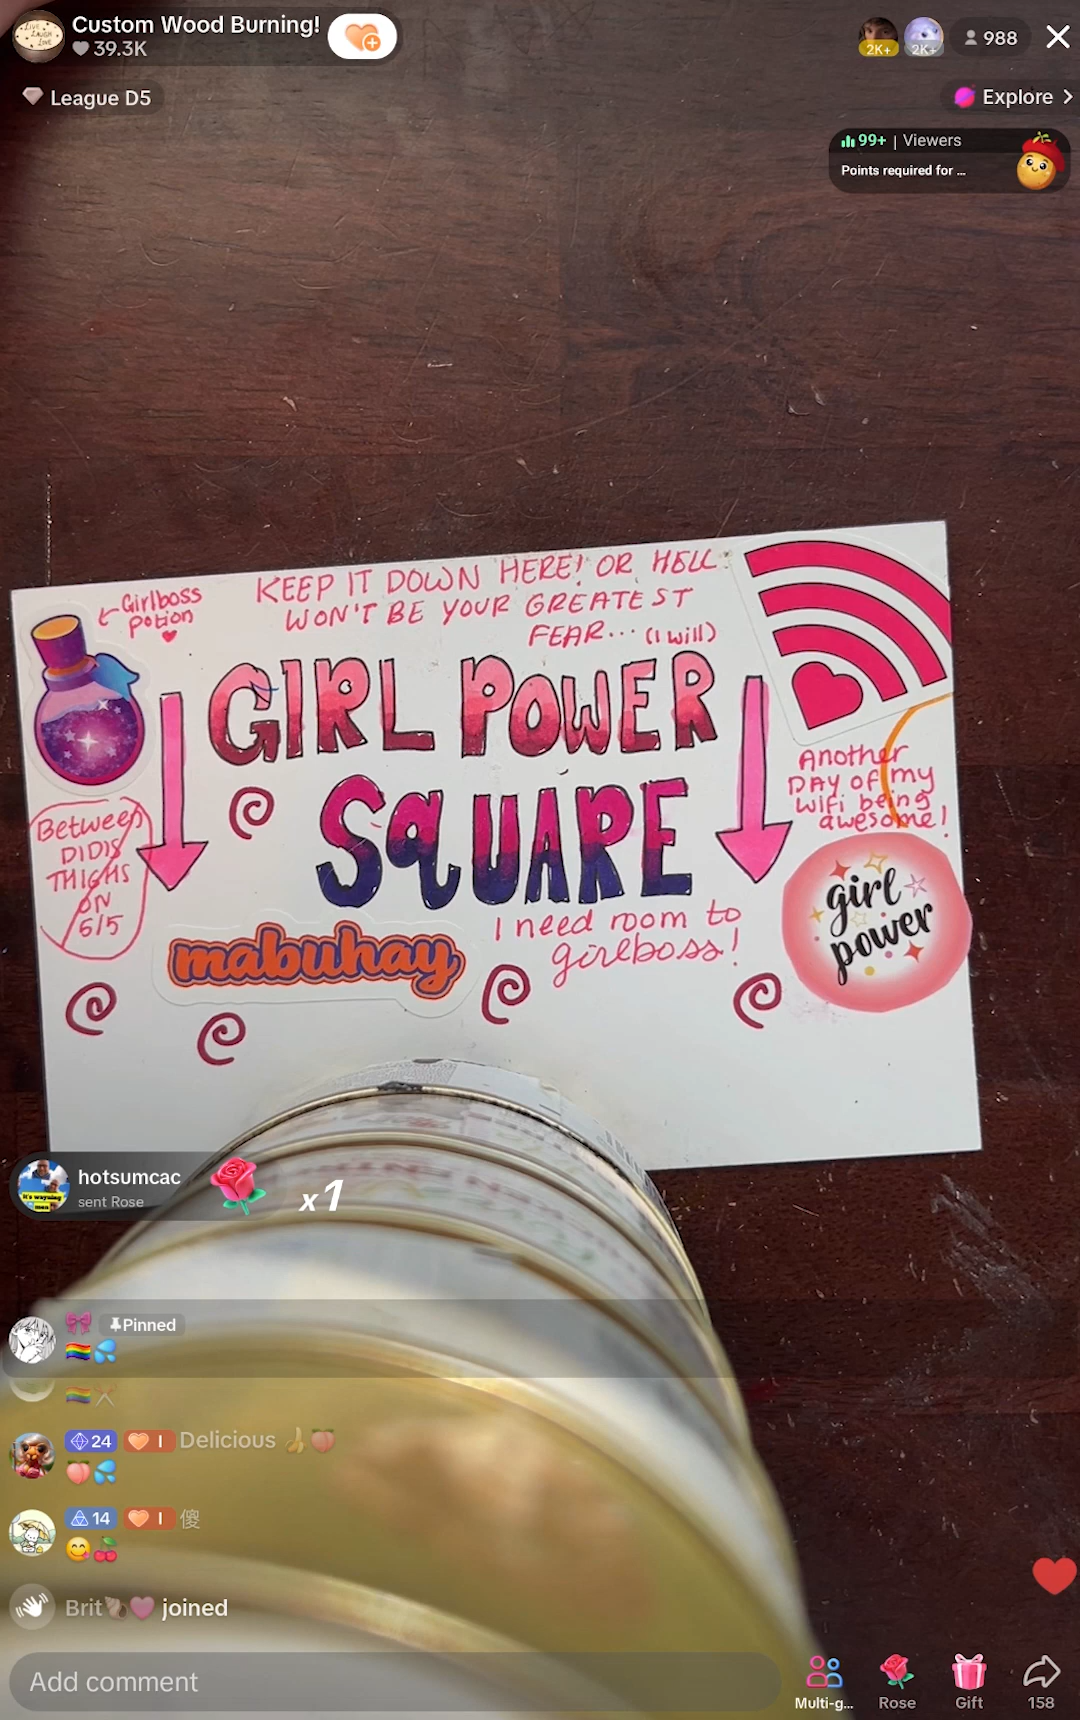 Custom Wood Burning!
39.3K
2K+
2K+
988
League D5
Explore
99+ | Viewers
Points required for ...
KEEP IT DOWN HERE! OR HELL
WON'T BE YOUR GREATEST
FEAR... (I Will)
Girlboss
potion
GIRL POWER
SQUARE
Between
DIDIS
THIGHS
ON
6/5
Another
DAY OF my
wifi being
awesome!
girl
power
I need room to
girlboss!
mabuhay
hotsumcac
sent Rose
x1
Pinned
24
I
Delicious
14
I
傻
Brit joined
Add comment
Multi-g...
Rose
Gift
158